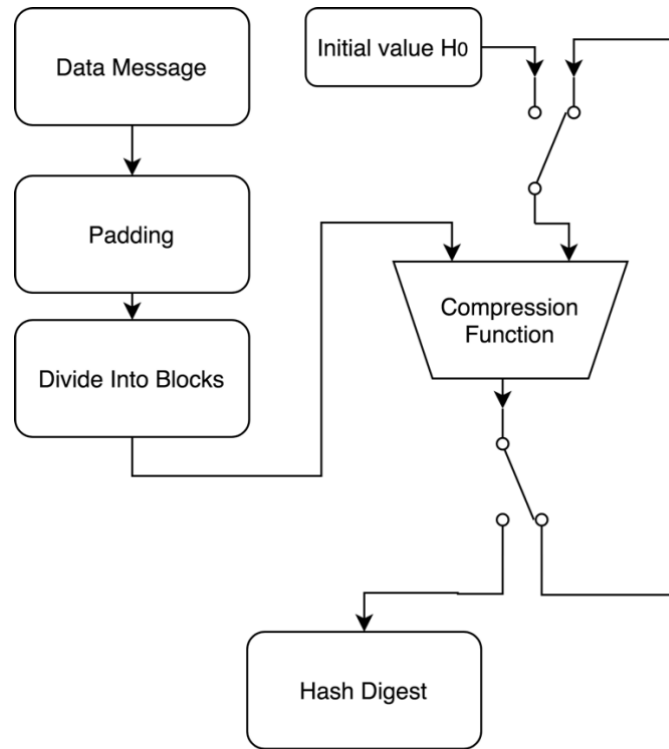 Data Message
Initial value H0
Padding
Compression
Function
Divide Into Blocks
Hash Digest